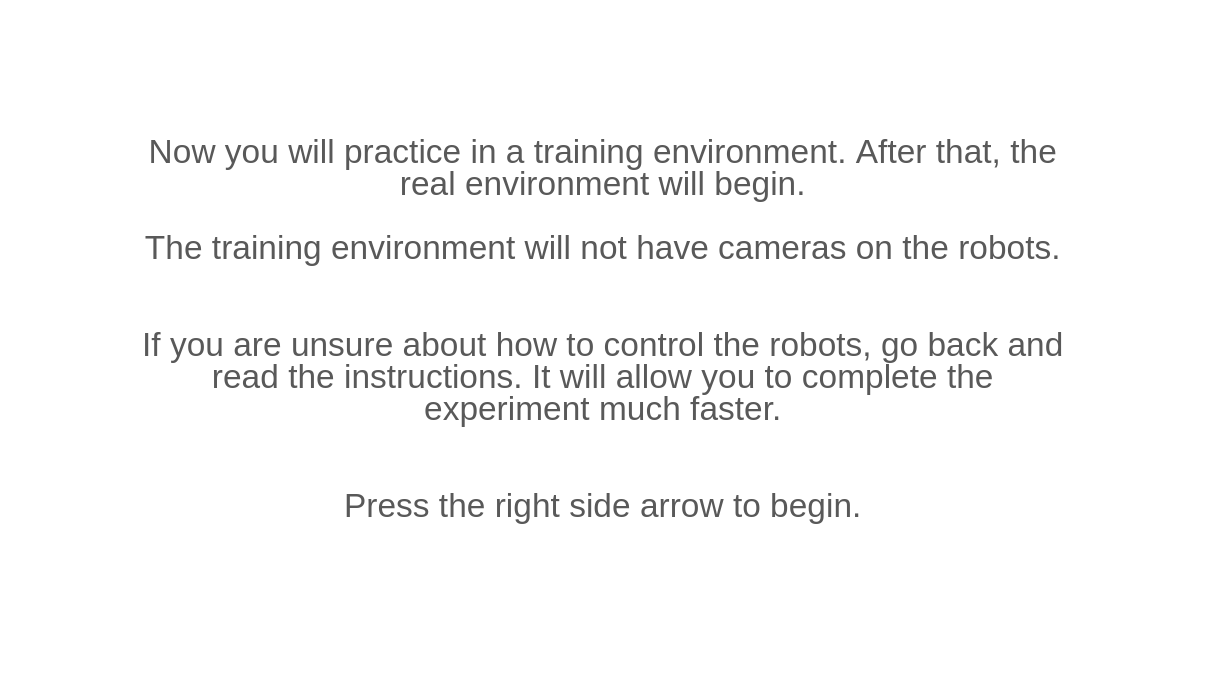 Now you will practice in a training environment. After that, the
real environment will begin.
The training environment will not have cameras on the robots.
If you are unsure about how to control the robots, go back and
read the instructions. It will allow you to complete the
experiment much faster.
Press the right side arrow to begin.